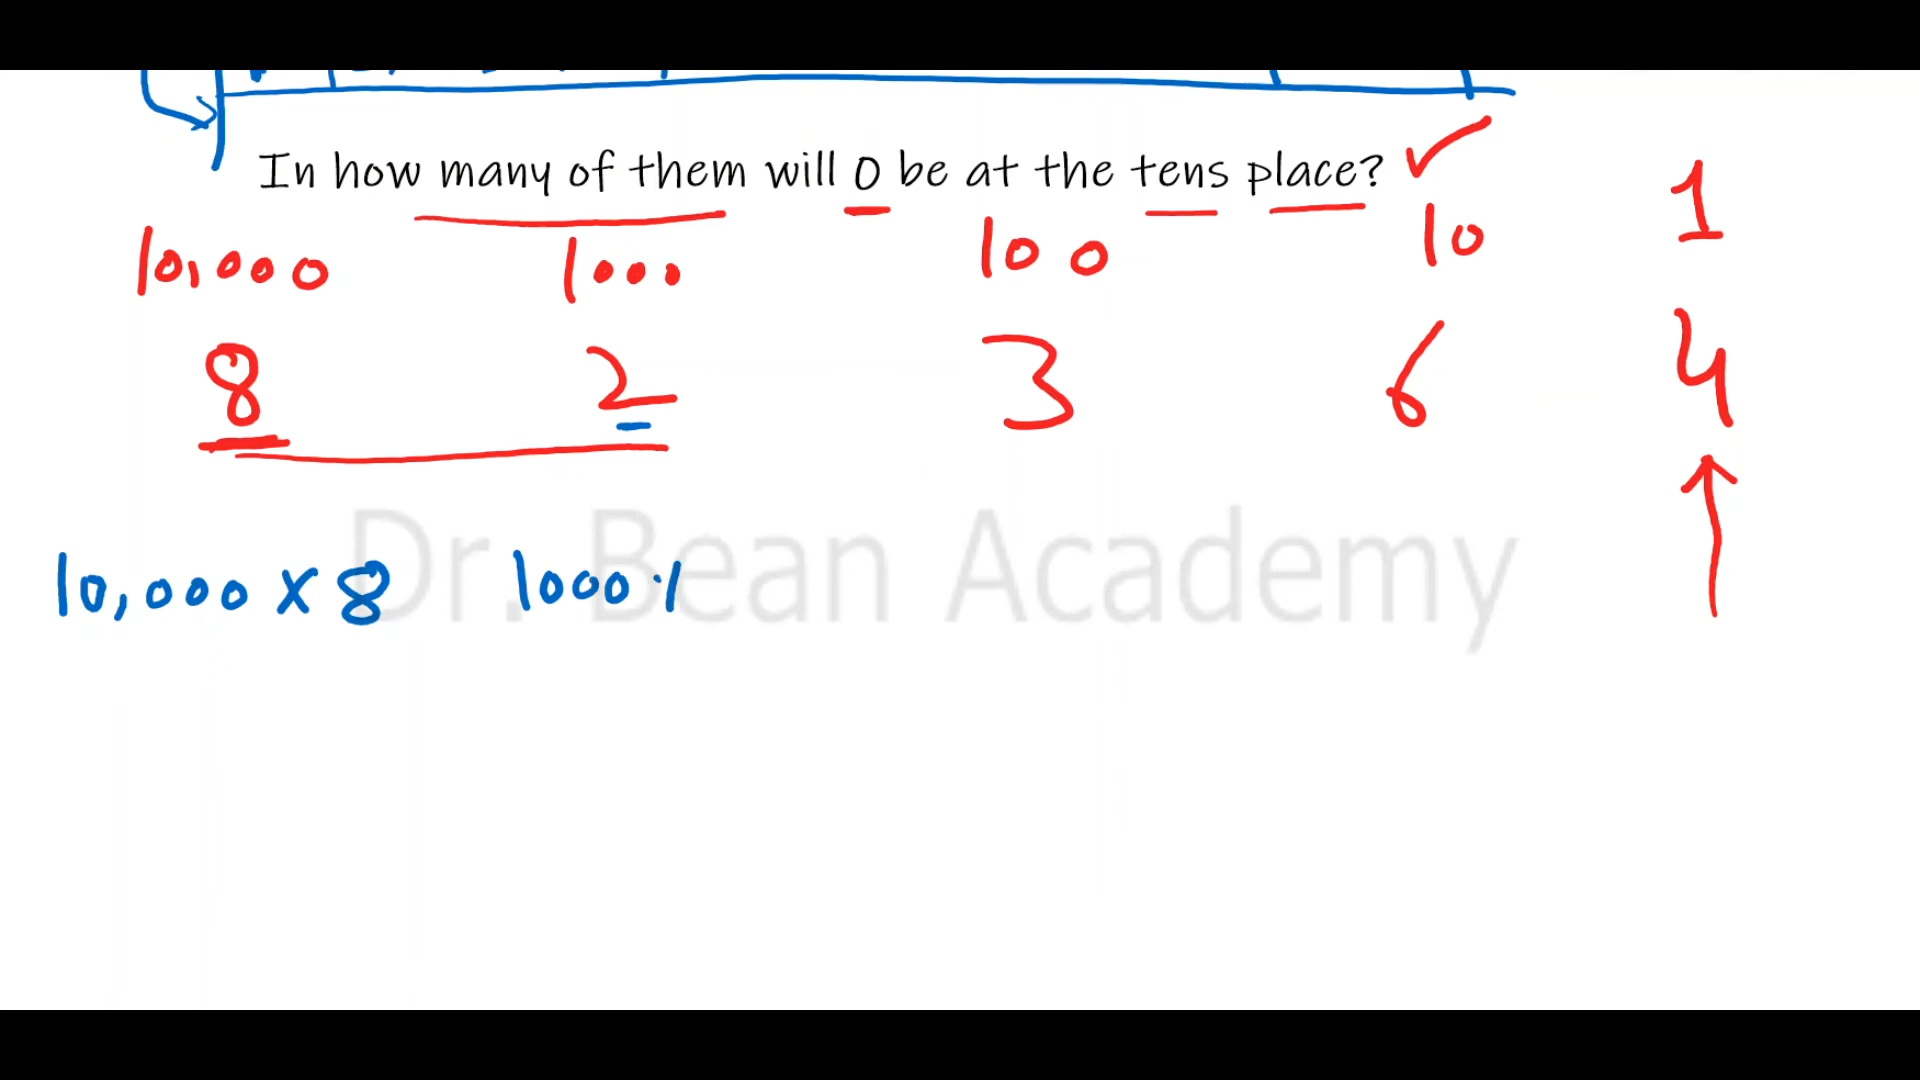 In how many of them will 0 be at the tens place?
10,000 1000 100 10 1
8 2 3 6 4
Dr. Bean Academy
10,000 x 8 1000